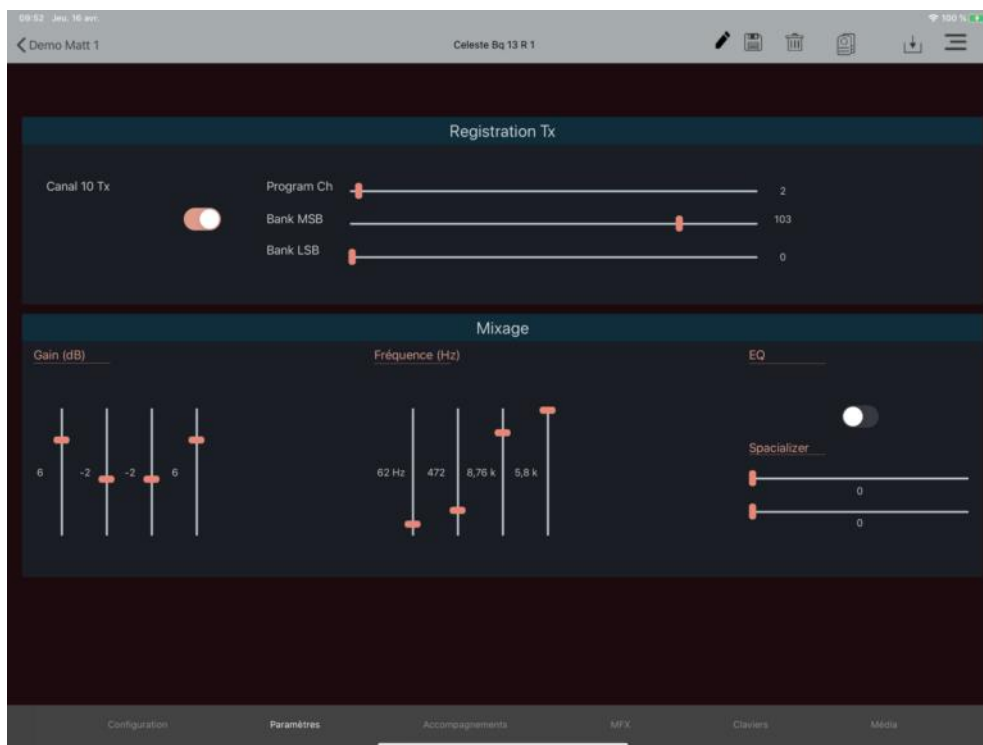 09:52 Jeu. 16 avr.
100 %
Demo Matt 1
Celeste Bq 13 R 1
Registration Tx
Canal 10 Tx
Program Ch
2
Bank MSB
103
Bank LSB
0
Mixage
Gain (dB)
Fréquence (Hz)
EQ
6
-2
-2
6
62 Hz
472
8,76 k
5,8 k
Spacializer
0
0
Configuration
Paramètres
Accompagnements
MFX
Claviers
Média